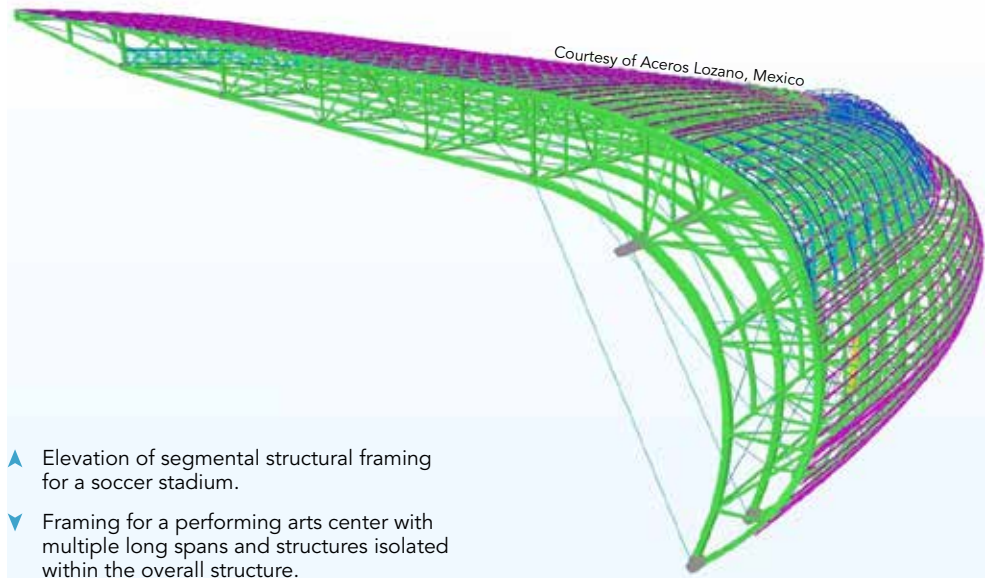 Courtesy of Aceros Lozano, Mexico
Elevation of segmental structural framing
for a soccer stadium.
Framing for a performing arts center with
multiple long spans and structures isolated
within the overall structure.